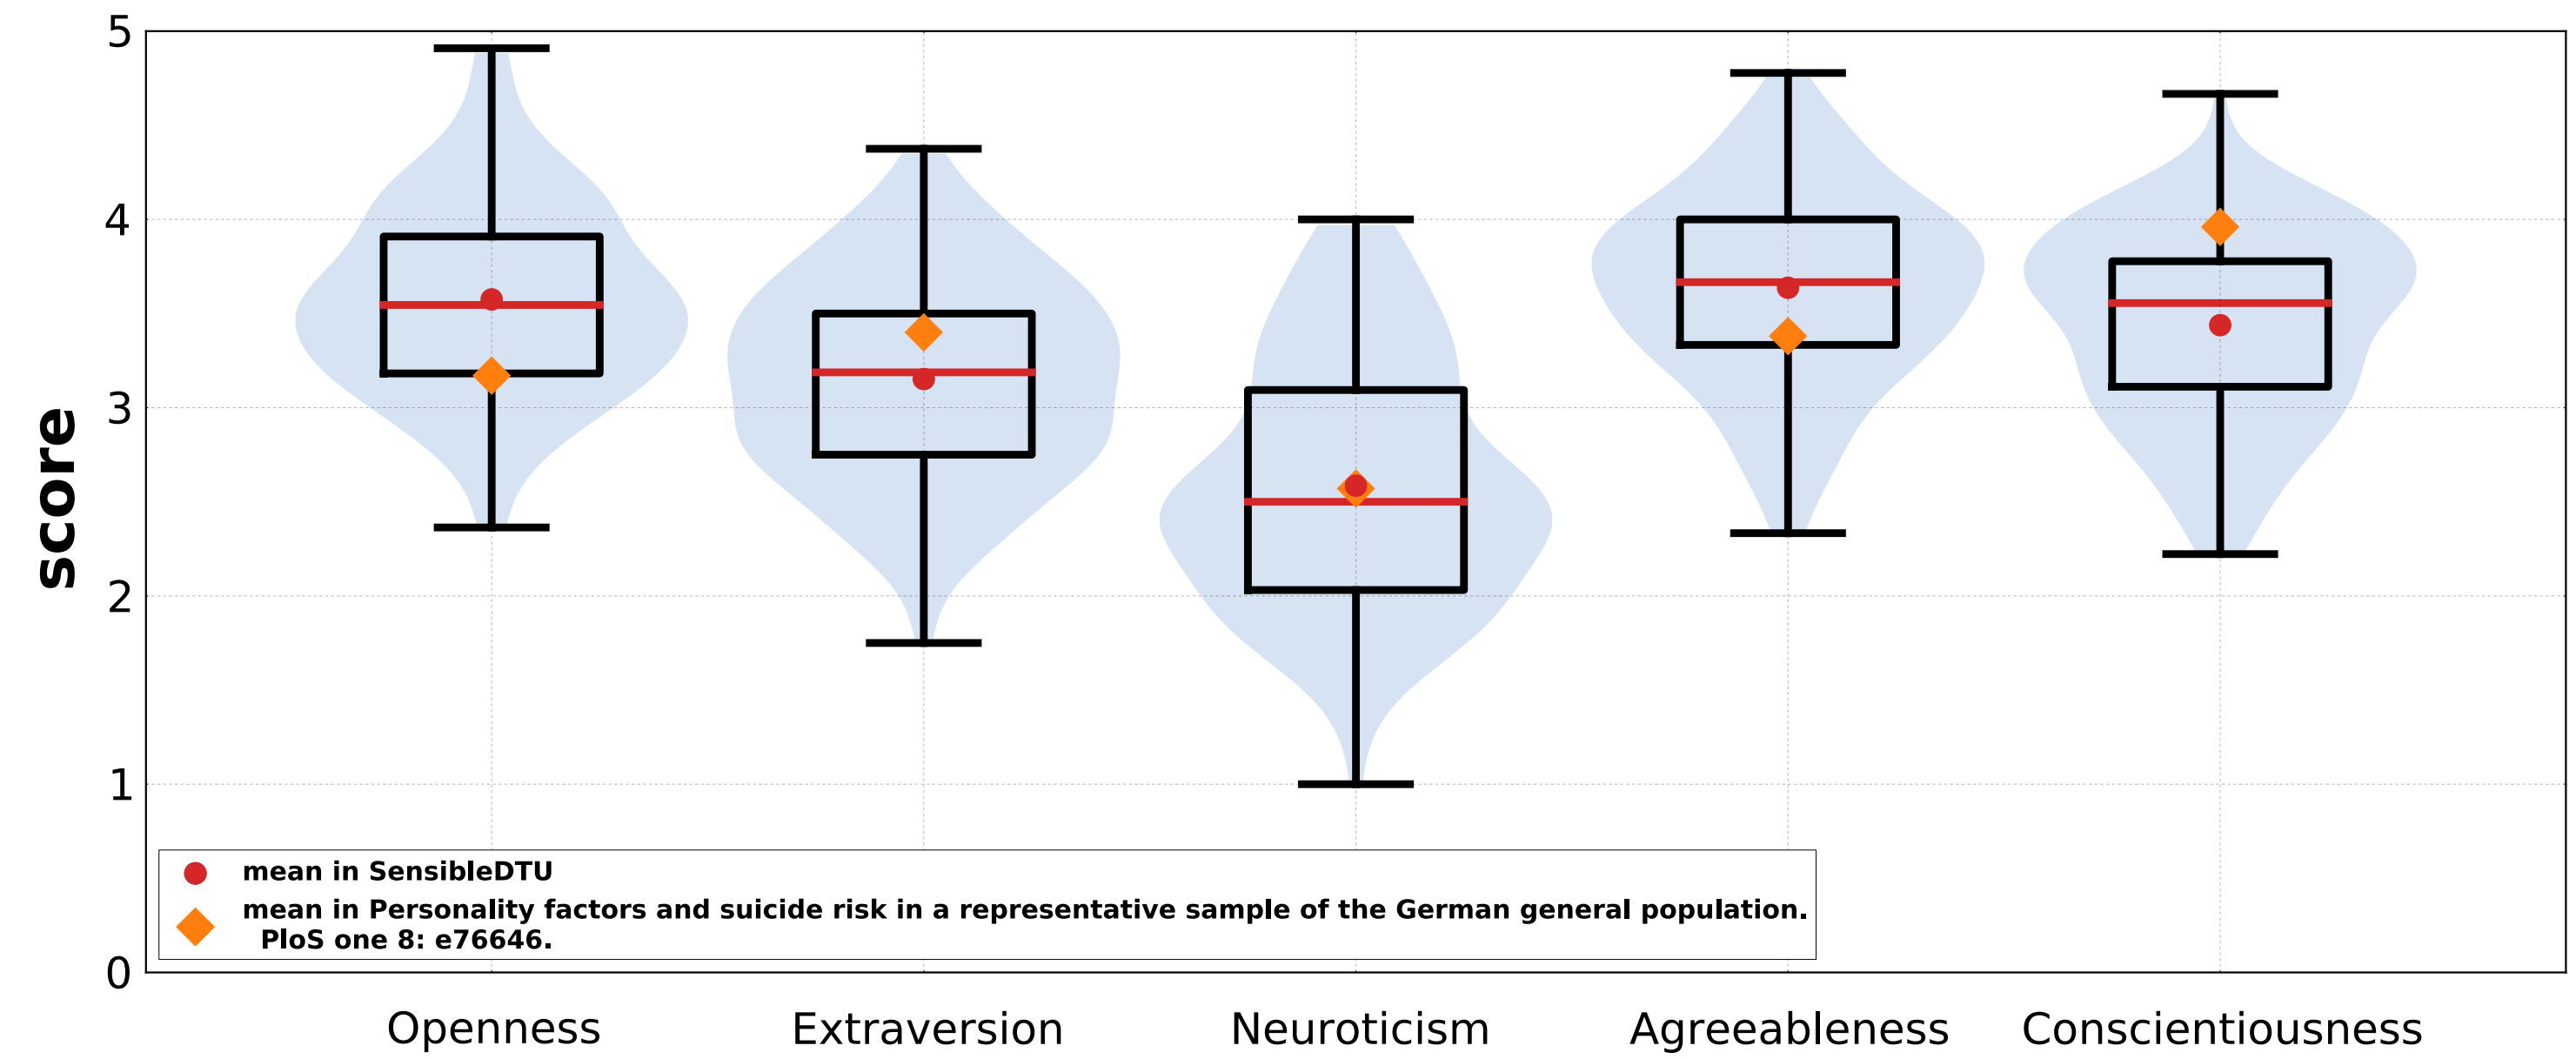 5
4
3
2
1
0
score
mean in SensibleDTU
mean in Personality factors and suicide risk in a representative sample of the German general population.
PloS one 8: e76646.
Openness
Extraversion
Neuroticism
Agreeableness
Conscientiousness